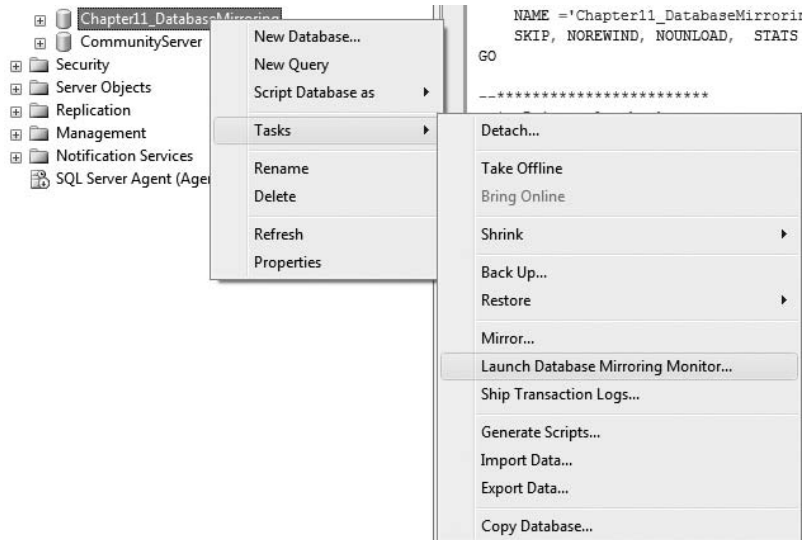 Chapter11_DatabaseMirroring
CommunityServer
Security
Server Objects
Replication
Management
Notification Services
SQL Server Agent (Age
New Database...
New Query
Script Database as
Tasks
Rename
Delete
Refresh
Properties
NAME ='Chapter11_DatabaseMirrorin
SKIP, NOREWIND, NOUNLOAD, STATS
GO
--************************
Detach...
Take Offline
Bring Online
Shrink
Back Up...
Restore
Mirror...
Launch Database Mirroring Monitor...
Ship Transaction Logs...
Generate Scripts...
Import Data...
Export Data...
Copy Database...